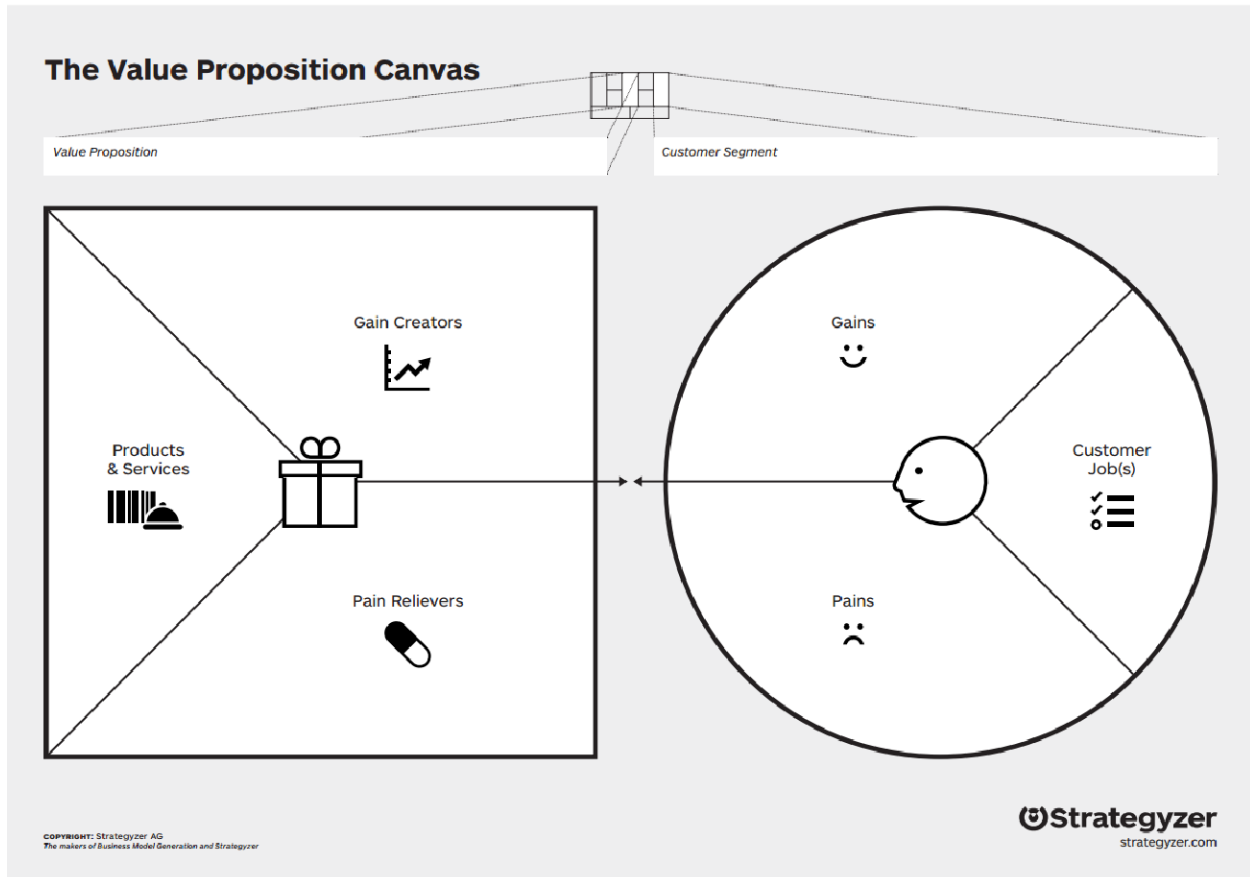 The Value Proposition Canvas
Value Proposition
Customer Segment
Gain Creators
Gains
Products
& Services
Customer
Job(s)
Pain Relievers
Pains
COPYRIGHT: Strategyzer AG
The makers of Business Model Generation and Strategyzer
Strategyzer
strategyzer.com